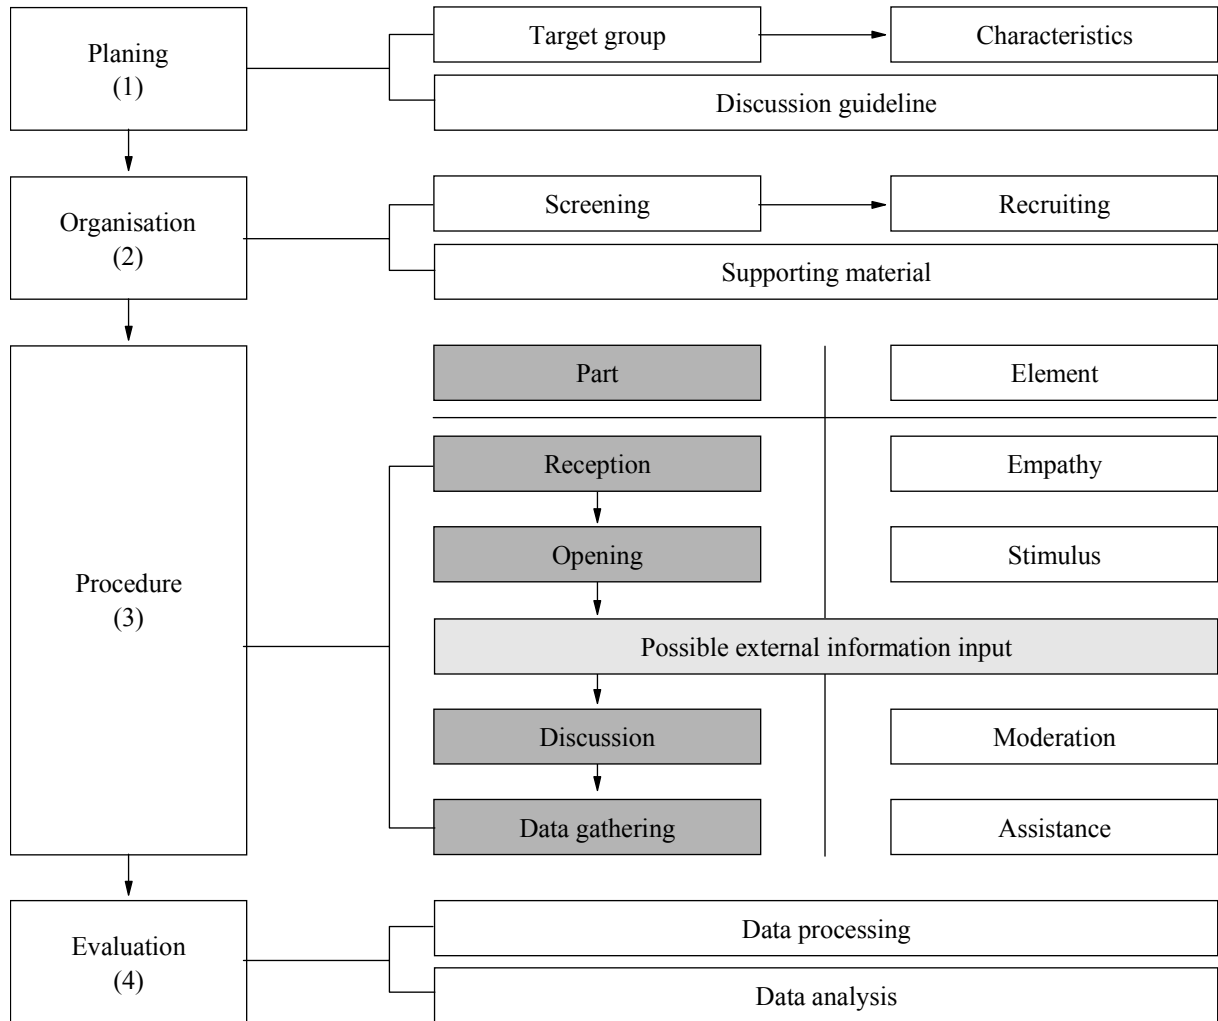 Planing
(1)
Target group
Characteristics
Discussion guideline
Organisation
(2)
Screening
Recruiting
Supporting material
Procedure
(3)
Part
Element
Reception
Empathy
Opening
Stimulus
Possible external information input
Discussion
Moderation
Data gathering
Assistance
Evaluation
(4)
Data processing
Data analysis